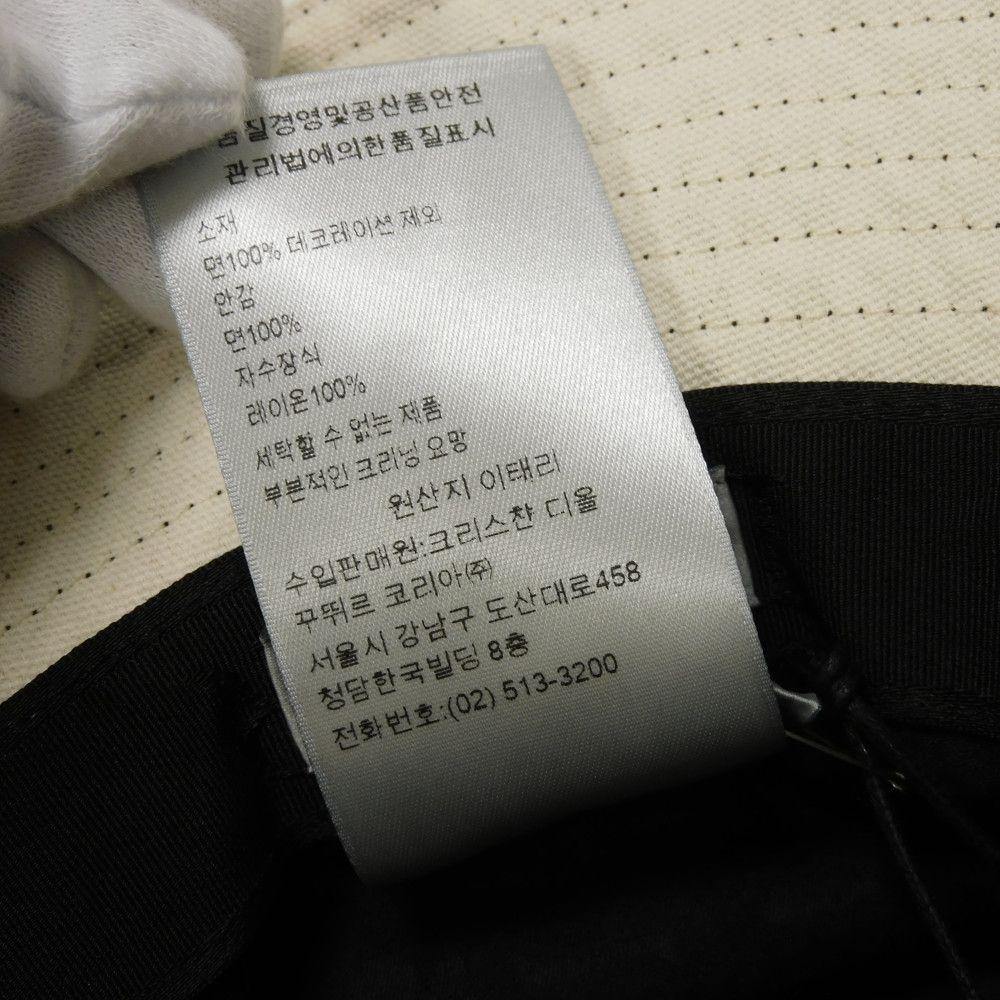 품질경영및공산품안전
관리법에의한품질표시
소재
면100% 데코레이션 제외
안감
면100%
자수장식
레이온100%
세탁할 수 없는 제품
부본적인 크리닝 요망
원산지 이태리
수입판매원:크리스챤 디올
꾸뛰르 코리아(주)
서울시 강남구 도산대로458
청담한국빌딩 8층
전화번호:(02) 513-3200